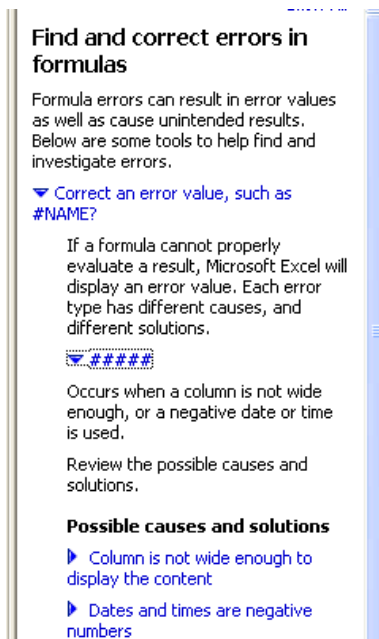 Find and correct errors in
formulas
Formula errors can result in error values
as well as cause unintended results.
Below are some tools to help find and
investigate errors.
Correct an error value, such as
#NAME?
If a formula cannot properly
evaluate a result, Microsoft Excel will
display an error value. Each error
type has different causes, and
different solutions.
#####
Occurs when a column is not wide
enough, or a negative date or time
is used.
Review the possible causes and
solutions.
Possible causes and solutions
Column is not wide enough to
display the content
Dates and times are negative
numbers